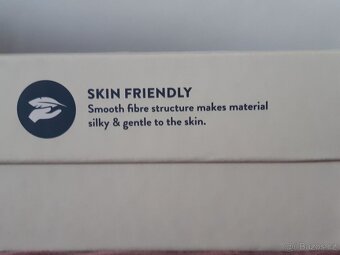 SKIN FRIENDLY
Smooth fibre structure makes material
silky & gentle to the skin.